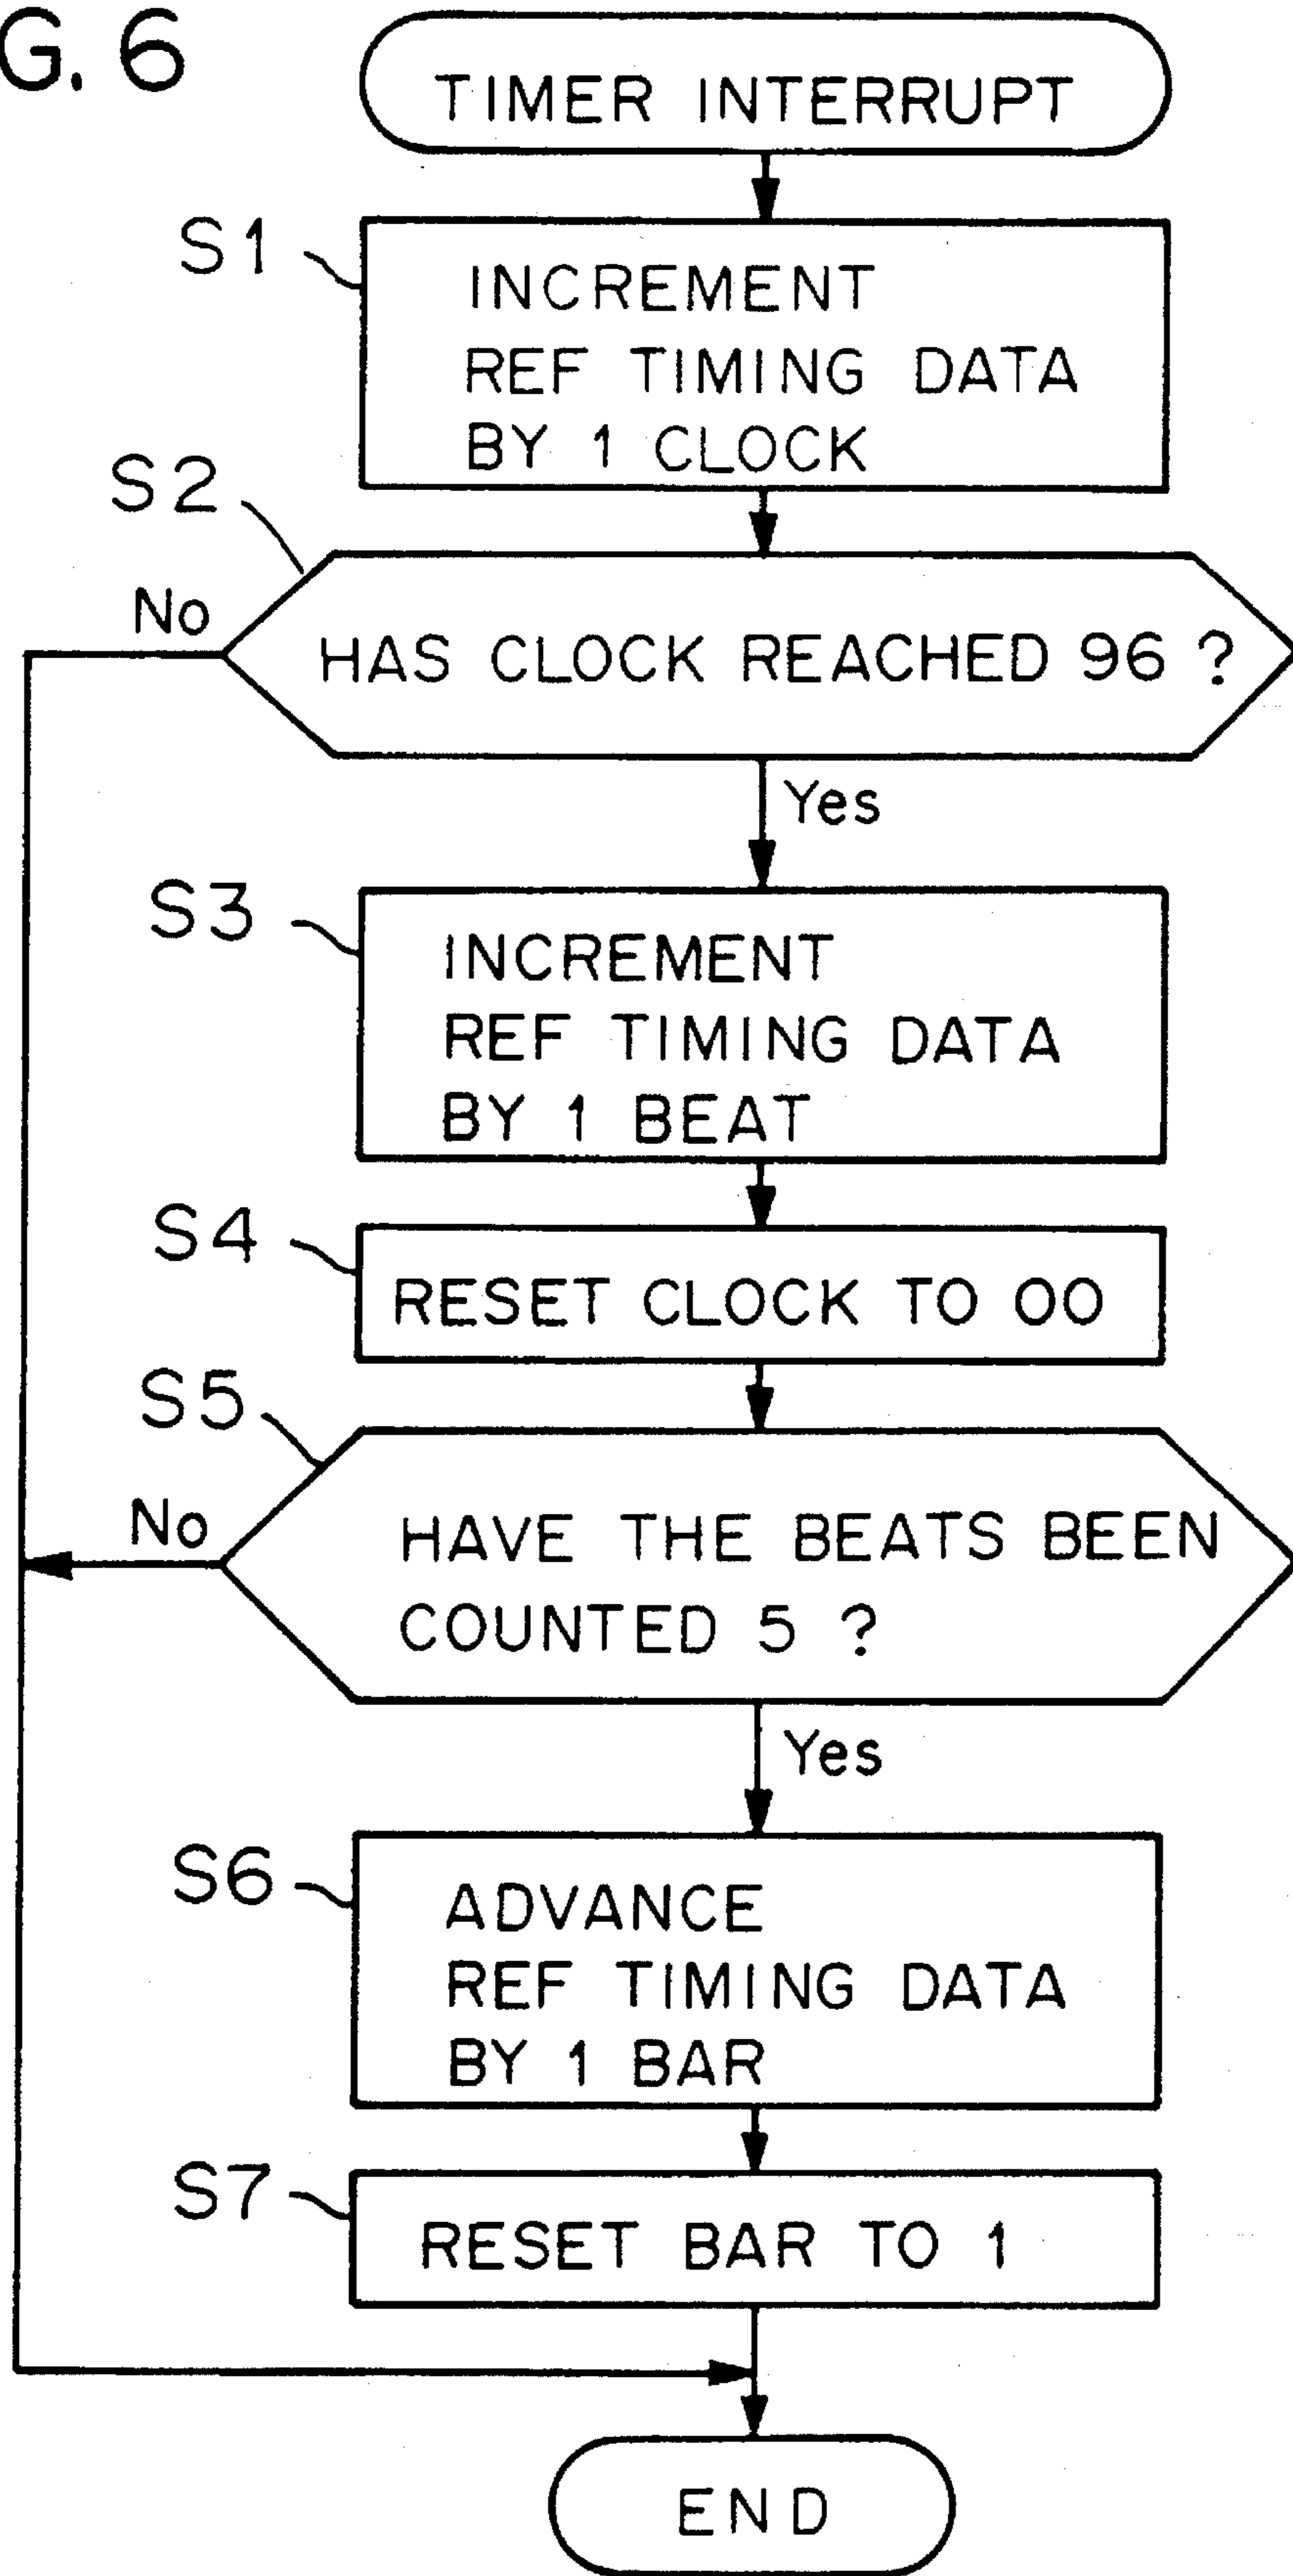 G. 6
TIMER INTERRUPT
S1
INCREMENT
REF TIMING DATA
BY 1 CLOCK
S2
No
HAS CLOCK REACHED 96 ?
Yes
S3
INCREMENT
REF TIMING DATA
BY 1 BEAT
S4
RESET CLOCK TO 00
S5
No
HAVE THE BEATS BEEN
COUNTED 5 ?
Yes
S6
ADVANCE
REF TIMING DATA
BY 1 BAR
S7
RESET BAR TO 1
END